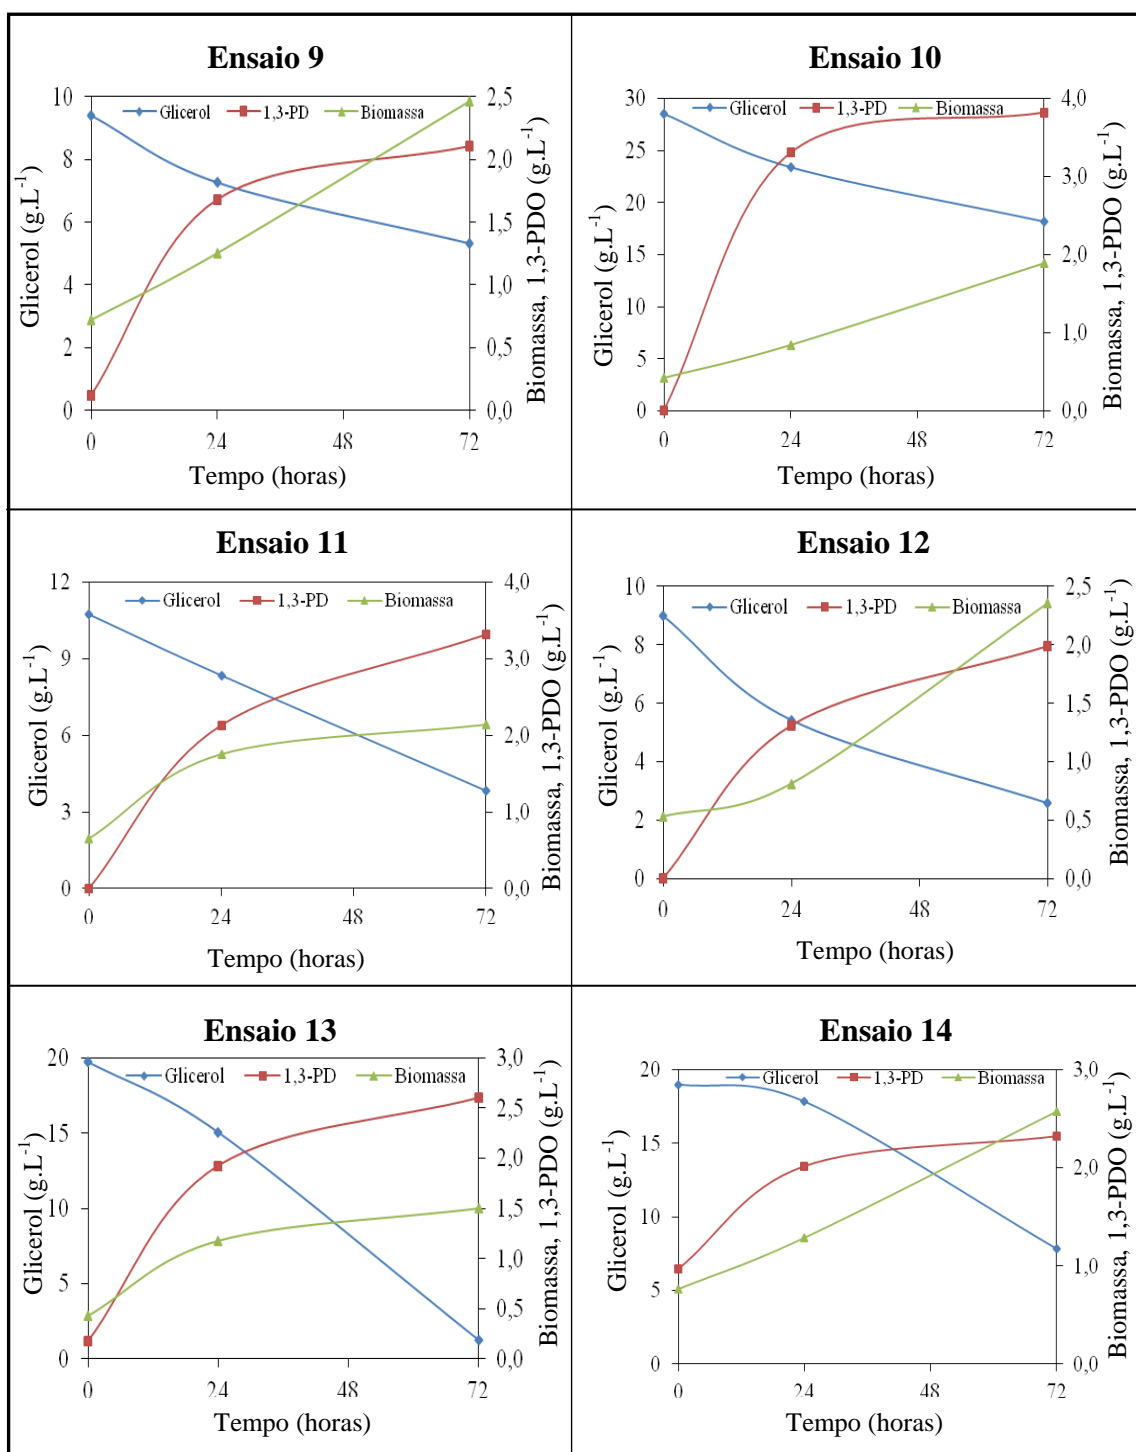 Ensaio 9
Glicerol 1,3-PD Biomassa
Glicerol (g.L⁻¹)
10
8
6
4
2
0
Biomassa, 1,3-PDO (g.L⁻¹)
2,5
2,0
1,5
1,0
0,5
0,0
0 24 48 72
Tempo (horas)
Ensaio 10
Glicerol 1,3-PD Biomassa
Glicerol (g.L⁻¹)
30
25
20
15
10
5
0
Biomassa, 1,3-PDO (g.L⁻¹)
4,0
3,0
2,0
1,0
0,0
0 24 48 72
Tempo (horas)
Ensaio 11
Glicerol 1,3-PD Biomassa
Glicerol (g.L⁻¹)
12
9
6
3
0
Biomassa, 1,3-PDO (g.L⁻¹)
4,0
3,0
2,0
1,0
0,0
0 24 48 72
Tempo (horas)
Ensaio 12
Glicerol 1,3-PD Biomassa
Glicerol (g.L⁻¹)
10
8
6
4
2
0
Biomassa, 1,3-PDO (g.L⁻¹)
2,5
2,0
1,5
1,0
0,5
0,0
0 24 48 72
Tempo (horas)
Ensaio 13
Glicerol 1,3-PD Biomassa
Glicerol (g.L⁻¹)
20
15
10
5
0
Biomassa, 1,3-PDO (g.L⁻¹)
3,0
2,5
2,0
1,5
1,0
0,5
0,0
0 24 48 72
Tempo (horas)
Ensaio 14
Glicerol 1,3-PD Biomassa
Glicerol (g.L⁻¹)
20
15
10
5
0
Biomassa, 1,3-PDO (g.L⁻¹)
3,0
2,0
1,0
0,0
0 24 48 72
Tempo (horas)